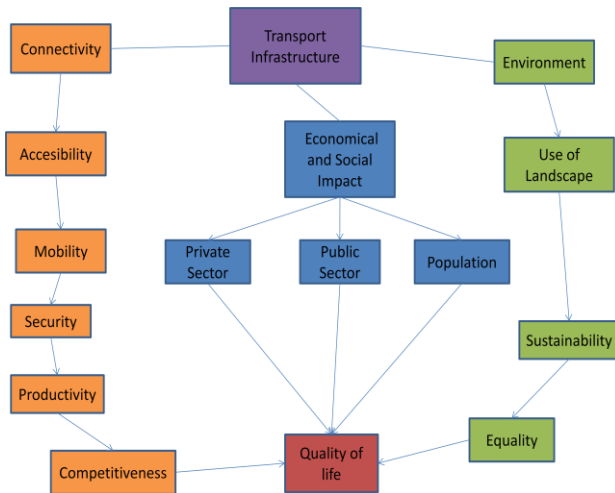 Transport
Infrastructure
Connectivity
Environment
Economical
and Social
Impact
Accesibility
Use of
Landscape
Mobility
Private
Sector
Public
Sector
Population
Security
Sustainability
Productivity
Equality
Quality of
life
Competitiveness